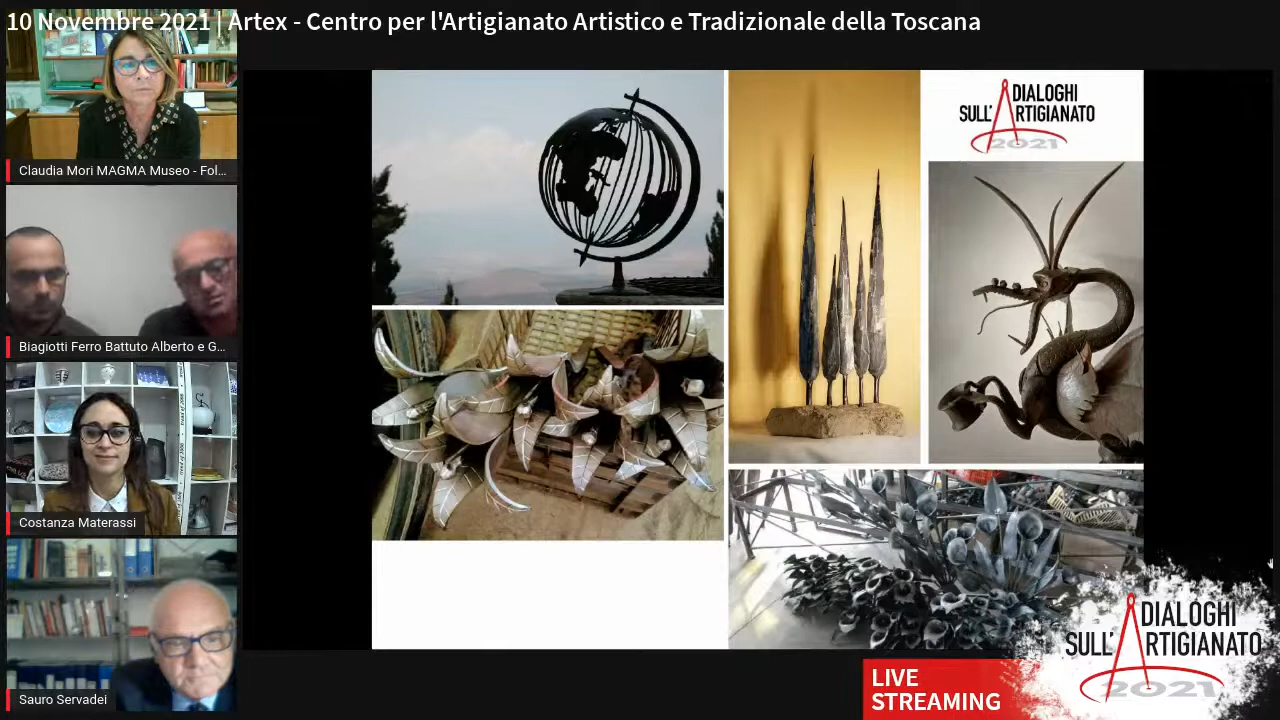 10 Novembre 2021 | Artex - Centro per l'Artigianato Artistico e Tradizionale della Toscana
Claudia Mori MAGMA Museo - Fol...
Biagiotti Ferro Battuto Alberto e G...
Costanza Materassi
Sauro Servadei
DIALOGHI
SULL'ARTIGIANATO
2021
LIVE
STREAMING
DIALOGHI
SULL'ARTIGIANATO
2021